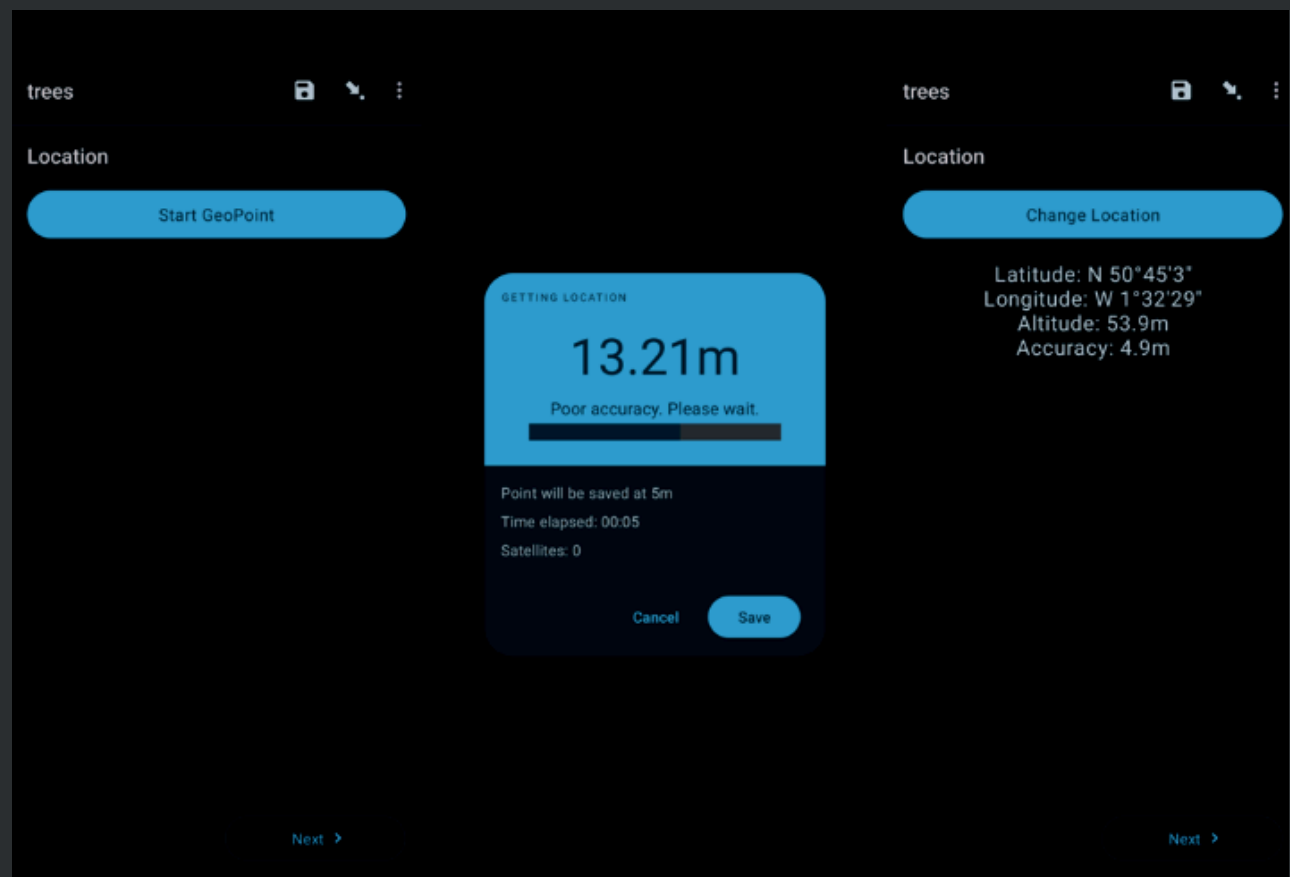 trees
Location
Start GeoPoint
Next
GETTING LOCATION
13.21m
Poor accuracy. Please wait.
Point will be saved at 5m
Time elapsed: 00:05
Satellites: 0
Cancel
Save
trees
Location
Change Location
Latitude: N 50°45'3"
Longitude: W 1°32'29"
Altitude: 53.9m
Accuracy: 4.9m
Next